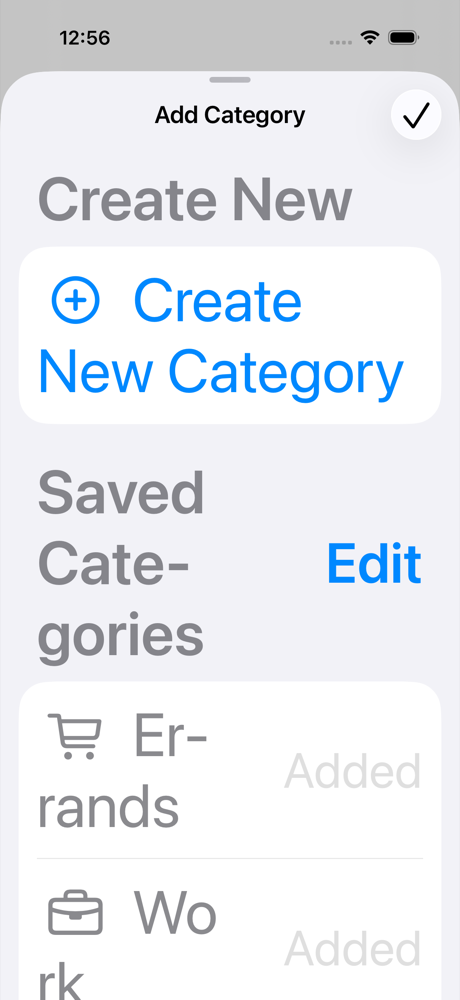 12:56
Add Category
Create New
Create
New Category
Saved
Cate-
gories
Edit
Er-
rands
Added
Wo
rk
Added